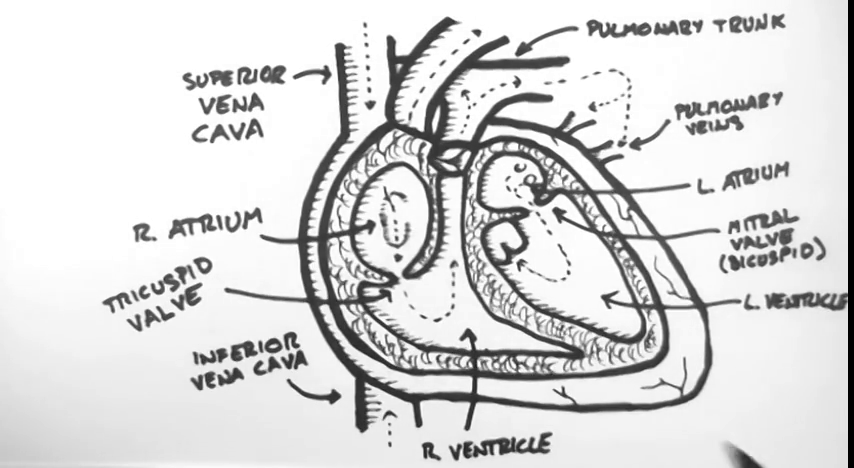 PULMONARY TRUNK
SUPERIOR
VENA
CAVA
PULMONARY
VEINS
L. ATRIUM
R. ATRIUM
MITRAL
VALVE
(BICUSPID)
TRICUSPID
VALVE
L. VENTRICLE
INFERIOR
VENA CAVA
R. VENTRICLE